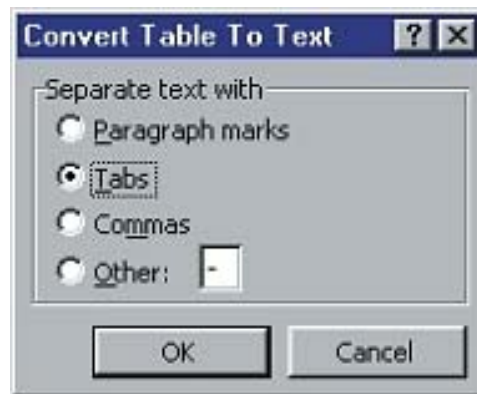 Convert Table To Text ? ×
Separate text with
Paragraph marks
Tabs
Commas
Other: -
OK Cancel